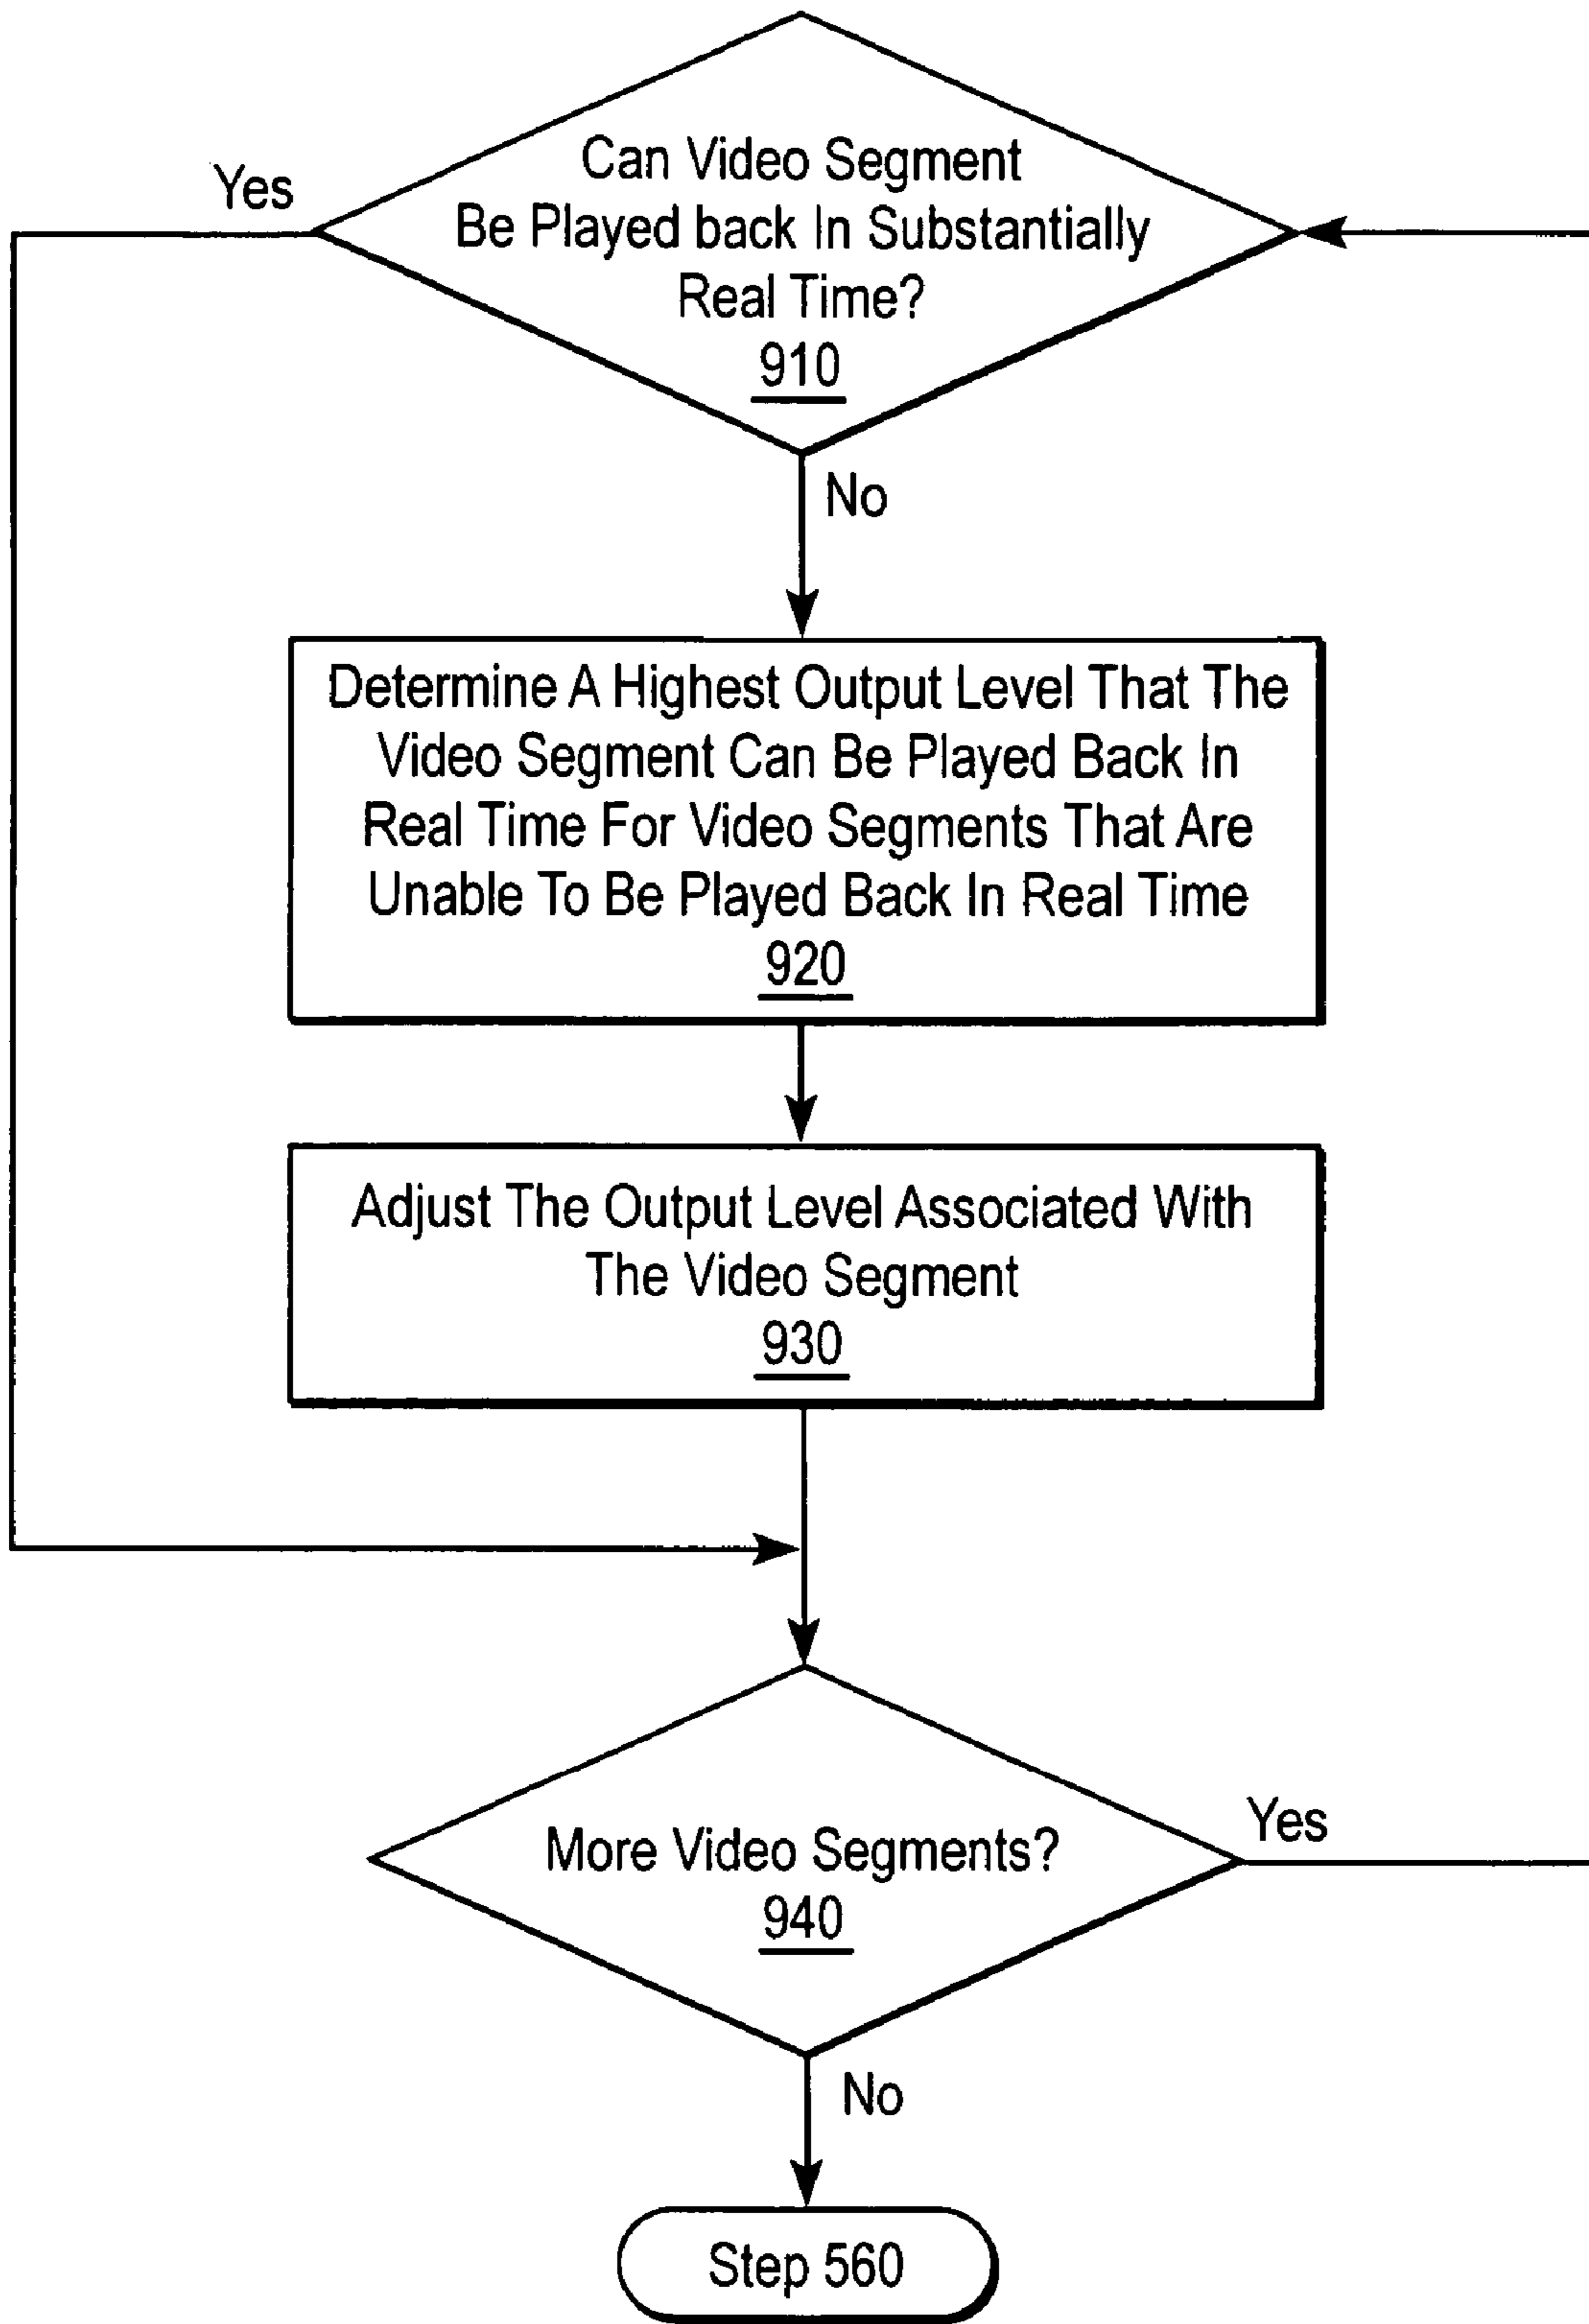 Can Video Segment
Be Played back In Substantially
Real Time?
910
Yes
No
Determine A Highest Output Level That The
Video Segment Can Be Played Back In
Real Time For Video Segments That Are
Unable To Be Played Back In Real Time
920
Adjust The Output Level Associated With
The Video Segment
930
More Video Segments?
940
Yes
No
Step 560